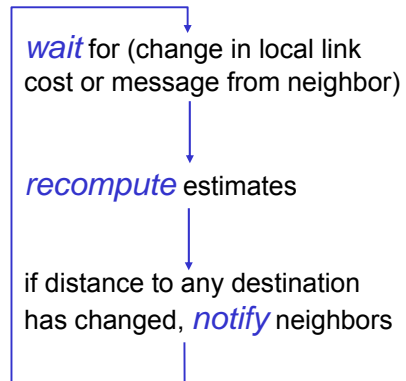 wait for (change in local link
cost or message from neighbor)
recompute estimates
if distance to any destination
has changed, notify neighbors